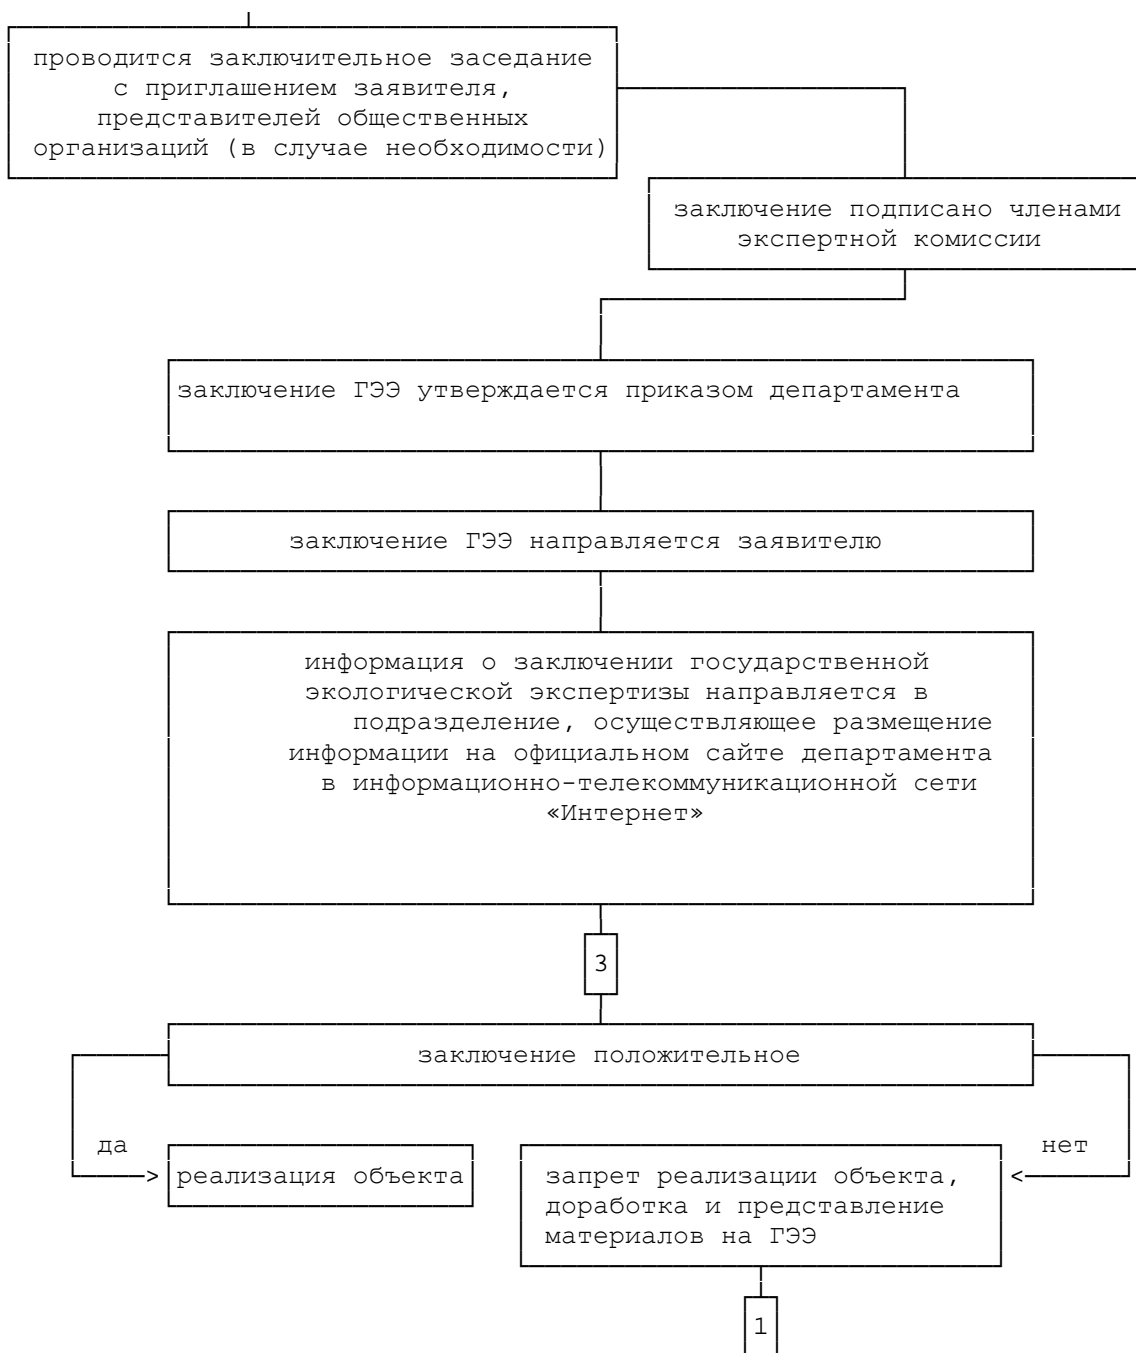 проводится заключительное заседание
с приглашением заявителя,
представителей общественных
организаций (в случае необходимости)
заключение подписано членами
экспертной комиссии
заключение ГЭЭ утверждается приказом департамента
заключение ГЭЭ направляется заявителю
информация о заключении государственной
экологической экспертизы направляется в
подразделение, осуществляющее размещение
информации на официальном сайте департамента
в информационно-телекоммуникационной сети
«Интернет»
3
заключение положительное
да
нет
реализация объекта
запрет реализации объекта,
доработка и представление
материалов на ГЭЭ
1